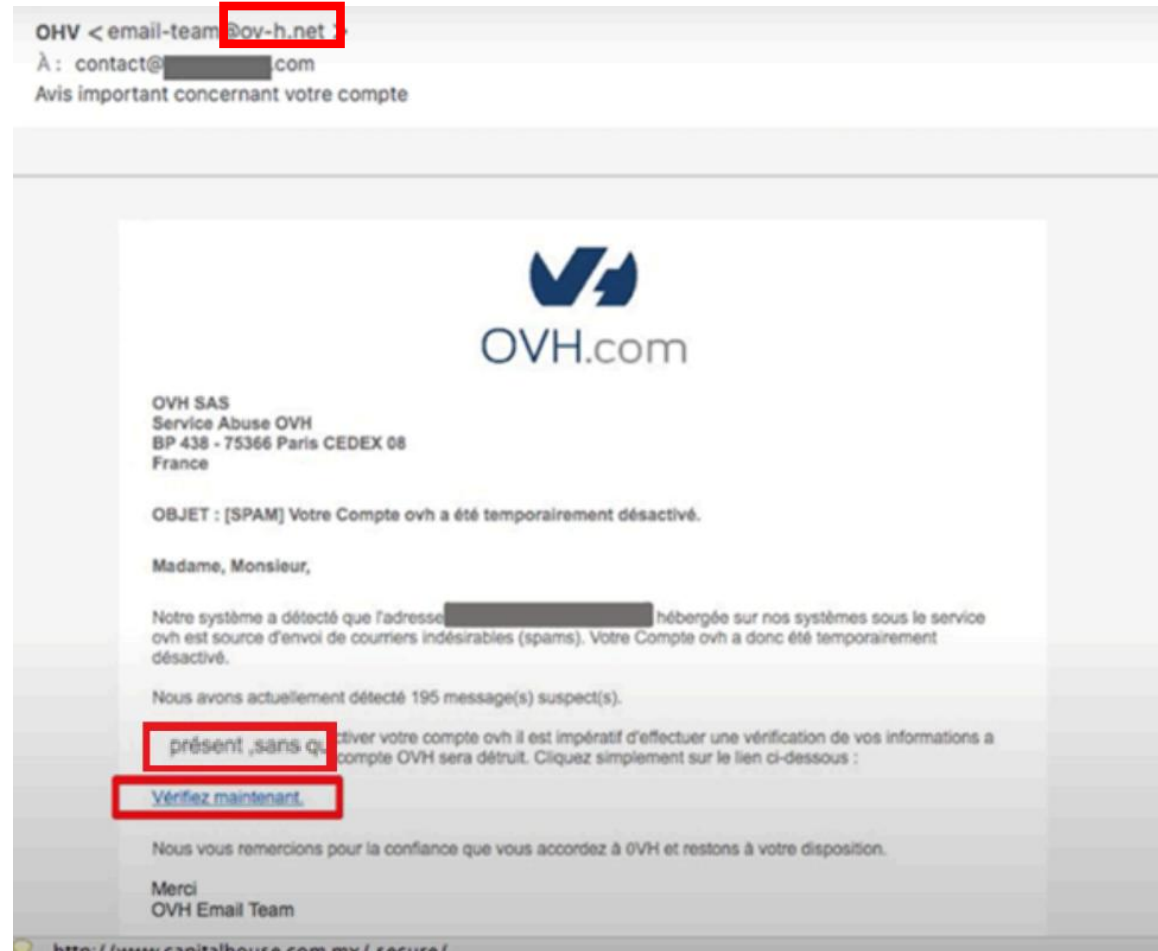 OHV < email-team@ov-h.net >
À : contact@ .com
Avis important concernant votre compte
OVH.com
OVH SAS
Service Abuse OVH
BP 438 - 75366 Paris CEDEX 08
France
OBJET : [SPAM] Votre Compte ovh a été temporairement désactivé.
Madame, Monsieur,
Notre système a détecté que l'adresse hébergée sur nos systèmes sous le service
ovh est source d'envoi de courriers indésirables (spams). Votre Compte ovh a donc été temporairement
désactivé.
Nous avons actuellement détecté 195 message(s) suspect(s).
présent ,sans qu ctiver votre compte ovh il est impératif d'effectuer une vérification de vos informations a
compte OVH sera détruit. Cliquez simplement sur le lien ci-dessous :
Vérifiez maintenant.
Nous vous remercions pour la confiance que vous accordez à 0VH et restons à votre disposition.
Merci
OVH Email Team
http://www.capitalhouse.com.mx/-secure/